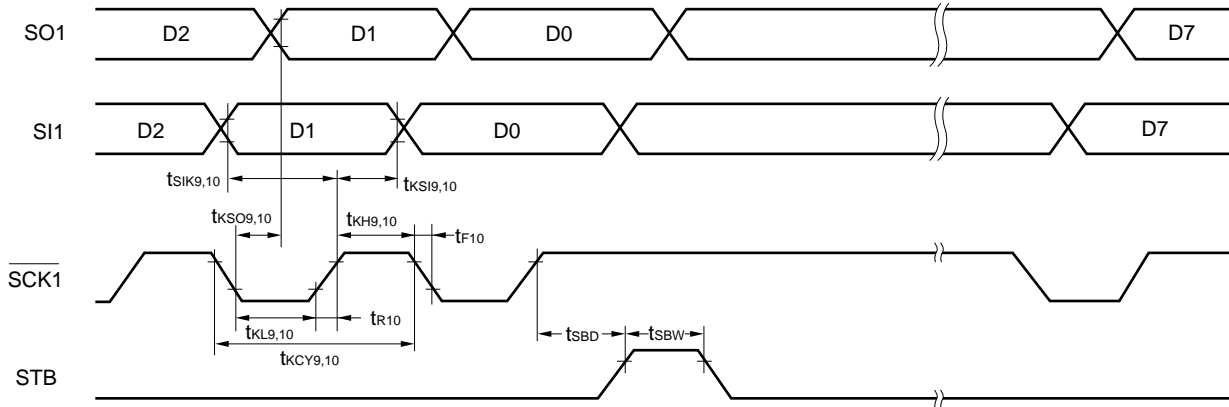 SO1 D2 D1 D0 D7
SI1 D2 D1 D0 D7
tSIK9,10 tKSI9,10
tKSO9,10 tKH9,10 tF10
SCK1
tKL9,10 tR10 tSBD tSBW
tKCY9,10
STB